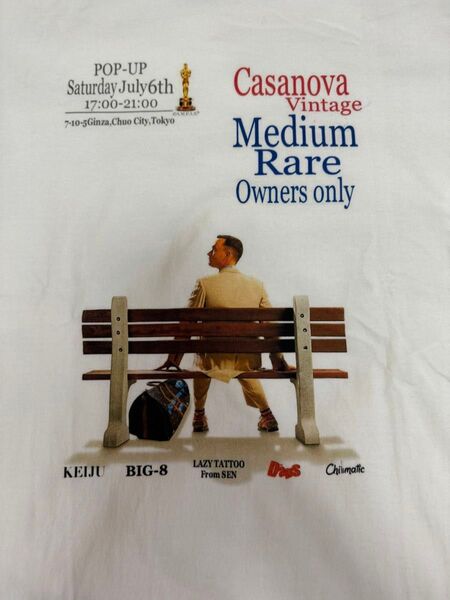 POP-UP
Saturday July6th
17:00-21:00
7-10-5Ginza,Chuo City,Tokyo
©A.M.P.A.S.®
Casanova
Vintage
Medium
Rare
Owners only
KEIJU
BIG-8
LAZY TATTOO
From SEN
Chillmatic